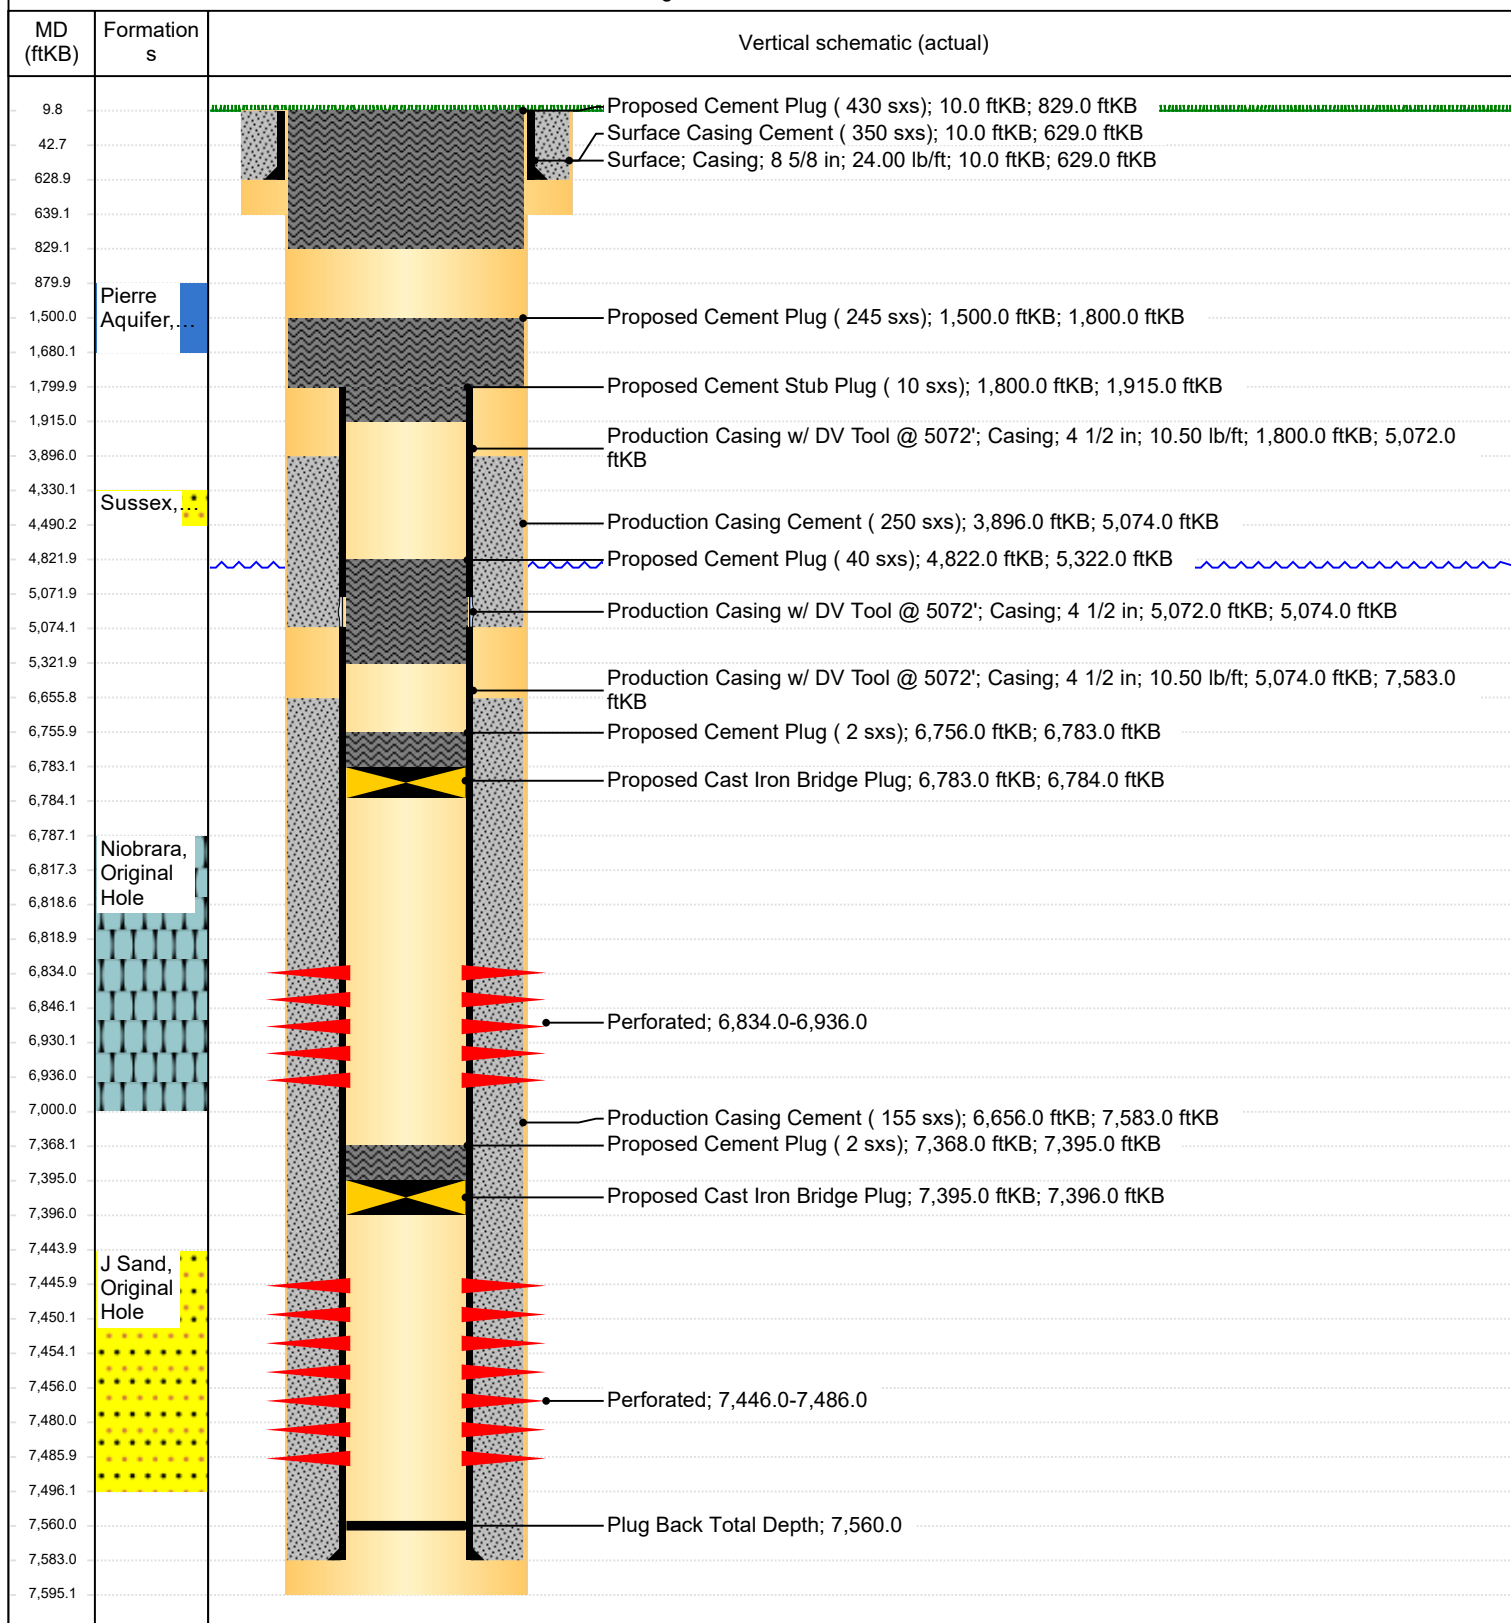 MD
(ftKB)
Formation
s
Vertical schematic (actual)
9.8
42.7
628.9
639.1
829.1
879.9
1,500.0
1,680.1
1,799.9
1,915.0
3,896.0
4,330.1
4,490.2
4,821.9
5,071.9
5,074.1
5,321.9
6,655.8
6,755.9
6,783.1
6,784.1
6,787.1
6,817.3
6,818.6
6,818.9
6,834.0
6,846.1
6,930.1
6,936.0
7,000.0
7,368.1
7,395.0
7,396.0
7,443.9
7,445.9
7,450.1
7,454.1
7,456.0
7,480.0
7,485.9
7,496.1
7,560.0
7,583.0
7,595.1
Pierre
Aquifer,...
Sussex,...
Niobrara,
Original
Hole
J Sand,
Original
Hole
Proposed Cement Plug ( 430 sxs); 10.0 ftKB; 829.0 ftKB
Surface Casing Cement ( 350 sxs); 10.0 ftKB; 629.0 ftKB
Surface; Casing; 8 5/8 in; 24.00 lb/ft; 10.0 ftKB; 629.0 ftKB
Proposed Cement Plug ( 245 sxs); 1,500.0 ftKB; 1,800.0 ftKB
Proposed Cement Stub Plug ( 10 sxs); 1,800.0 ftKB; 1,915.0 ftKB
Production Casing w/ DV Tool @ 5072'; Casing; 4 1/2 in; 10.50 lb/ft; 1,800.0 ftKB; 5,072.0
ftKB
Production Casing Cement ( 250 sxs); 3,896.0 ftKB; 5,074.0 ftKB
Proposed Cement Plug ( 40 sxs); 4,822.0 ftKB; 5,322.0 ftKB
Production Casing w/ DV Tool @ 5072'; Casing; 4 1/2 in; 5,072.0 ftKB; 5,074.0 ftKB
Production Casing w/ DV Tool @ 5072'; Casing; 4 1/2 in; 10.50 lb/ft; 5,074.0 ftKB; 7,583.0
ftKB
Proposed Cement Plug ( 2 sxs); 6,756.0 ftKB; 6,783.0 ftKB
Proposed Cast Iron Bridge Plug; 6,783.0 ftKB; 6,784.0 ftKB
Perforated; 6,834.0-6,936.0
Production Casing Cement ( 155 sxs); 6,656.0 ftKB; 7,583.0 ftKB
Proposed Cement Plug ( 2 sxs); 7,368.0 ftKB; 7,395.0 ftKB
Proposed Cast Iron Bridge Plug; 7,395.0 ftKB; 7,396.0 ftKB
Perforated; 7,446.0-7,486.0
Plug Back Total Depth; 7,560.0